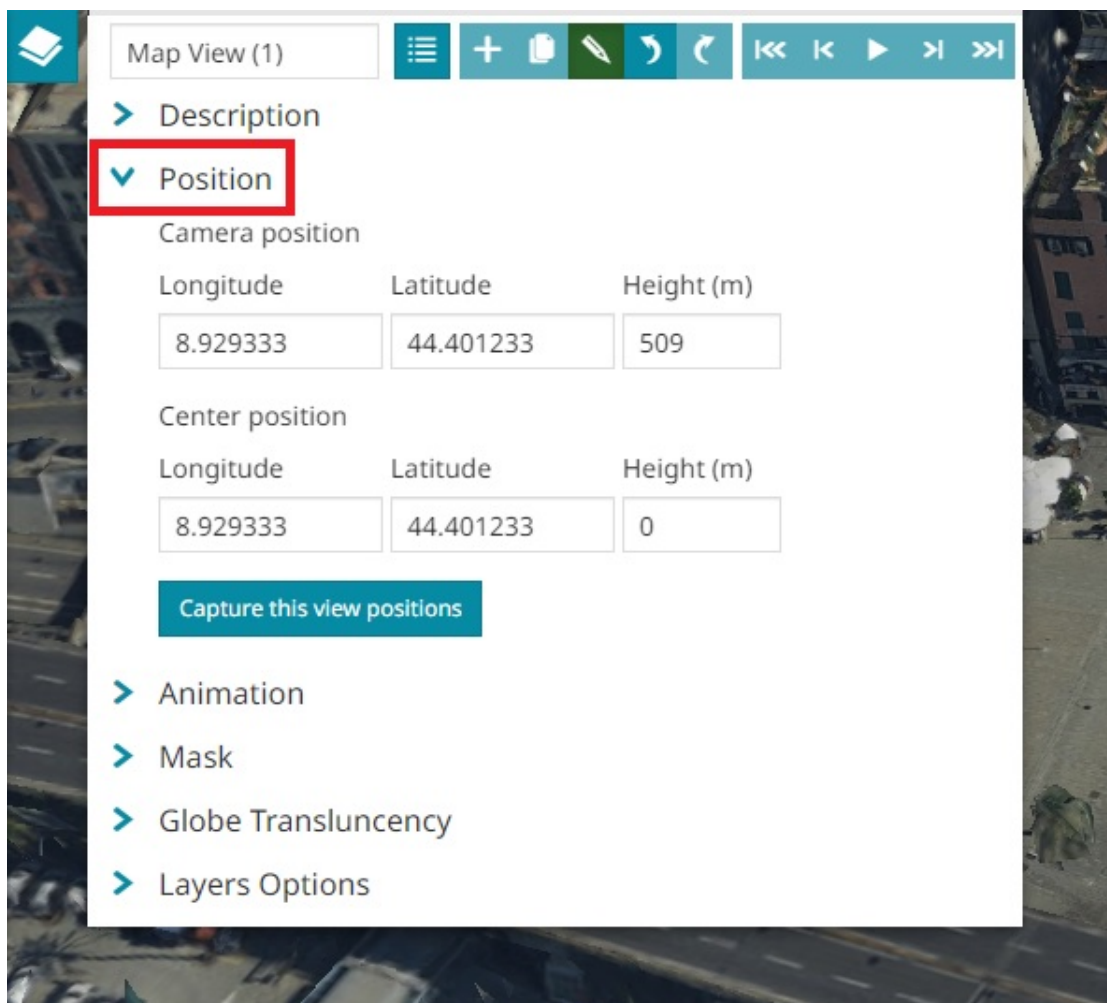 Map View (1)
Description
Position
Camera position
Longitude Latitude Height (m)
8.929333 44.401233 509
Center position
Longitude Latitude Height (m)
8.929333 44.401233 0
Capture this view positions
Animation
Mask
Globe Transluncency
Layers Options